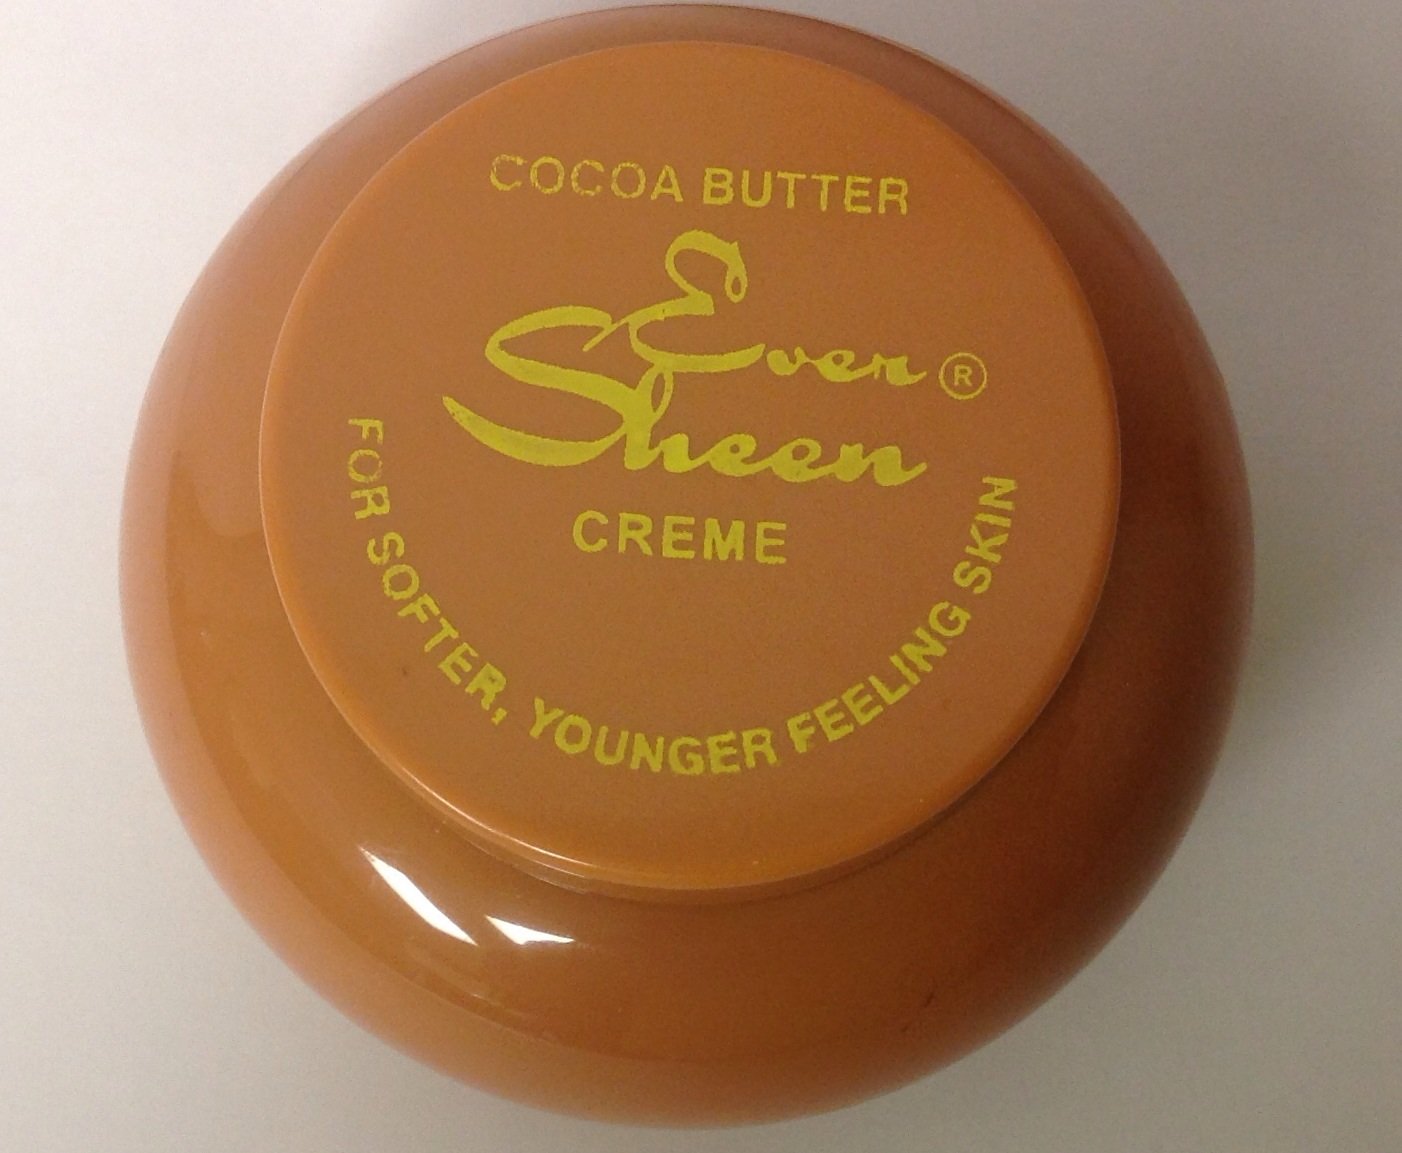 COCOA BUTTER
Ever ®
Sheen
CREME
FOR SOFTER, YOUNGER FEELING SKIN